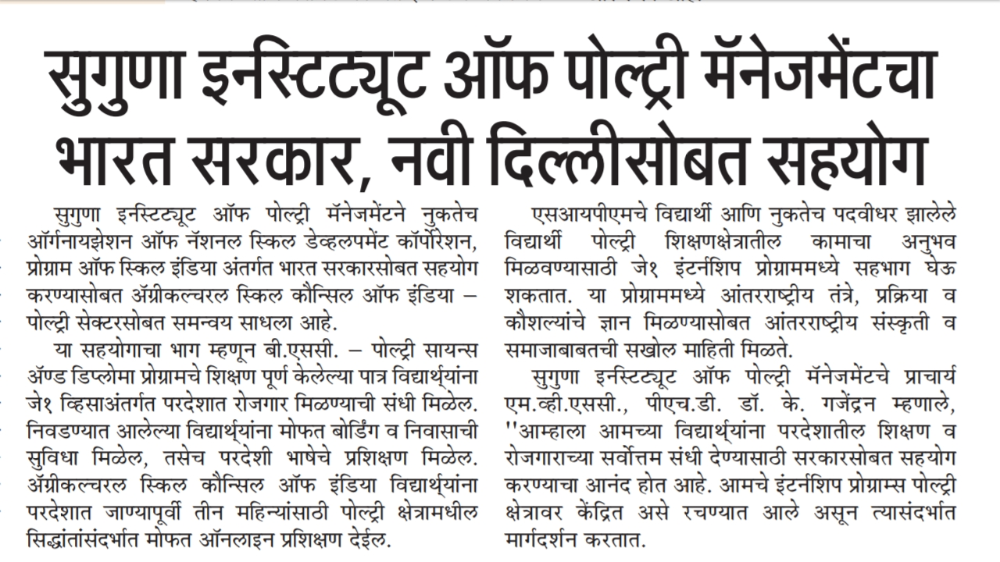 सुगुणा इनस्टिट्यूट ऑफ पोल्ट्री मॅनेजमेंटचा
भारत सरकार, नवी दिल्लीसोबत सहयोग
सुगुणा इनस्टिट्यूट ऑफ पोल्ट्री मॅनेजमेंटने नुकतेच
ऑर्गनायझेशन ऑफ नॅशनल स्किल डेव्हलपमेंट कॉर्पोरेशन,
प्रोग्राम ऑफ स्किल इंडिया अंतर्गत भारत सरकारसोबत सहयोग
करण्यासोबत अॅग्रीकल्चरल स्किल कौन्सिल ऑफ इंडिया –
पोल्ट्री सेक्टरसोबत समन्वय साधला आहे.
या सहयोगाचा भाग म्हणून बी.एससी. – पोल्ट्री सायन्स
अॅण्ड डिप्लोमा प्रोग्रामचे शिक्षण पूर्ण केलेल्या पात्र विद्यार्थ्यांना
जे१ व्हिसाअंतर्गत परदेशात रोजगार मिळण्याची संधी मिळेल.
निवडण्यात आलेल्या विद्यार्थ्यांना मोफत बोर्डिंग व निवासाची
सुविधा मिळेल, तसेच परदेशी भाषेचे प्रशिक्षण मिळेल.
अॅग्रीकल्चरल स्किल कौन्सिल ऑफ इंडिया विद्यार्थ्यांना
परदेशात जाण्यापूर्वी तीन महिन्यांसाठी पोल्ट्री क्षेत्रामधील
सिद्धांतांसंदर्भात मोफत ऑनलाइन प्रशिक्षण देईल.
एसआयपीएमचे विद्यार्थी आणि नुकतेच पदवीधर झालेले
विद्यार्थी पोल्ट्री शिक्षणक्षेत्रातील कामाचा अनुभव
मिळवण्यासाठी जे१ इंटर्नशिप प्रोग्राममध्ये सहभाग घेऊ
शकतात. या प्रोग्राममध्ये आंतरराष्ट्रीय तंत्रे, प्रक्रिया व
कौशल्यांचे ज्ञान मिळण्यासोबत आंतरराष्ट्रीय संस्कृती व
समाजाबाबतची सखोल माहिती मिळते.
सुगुणा इनस्टिट्यूट ऑफ पोल्ट्री मॅनेजमेंटचे प्राचार्य
एम.व्ही.एससी., पीएच.डी. डॉ. के. गजेंद्रन म्हणाले,
''आम्हाला आमच्या विद्यार्थ्यांना परदेशातील शिक्षण व
रोजगाराच्या सर्वोत्तम संधी देण्यासाठी सरकारसोबत सहयोग
करण्याचा आनंद होत आहे. आमचे इंटर्नशिप प्रोग्राम्स पोल्ट्री
क्षेत्रावर केंद्रित असे रचण्यात आले असून त्यासंदर्भात
मार्गदर्शन करतात.